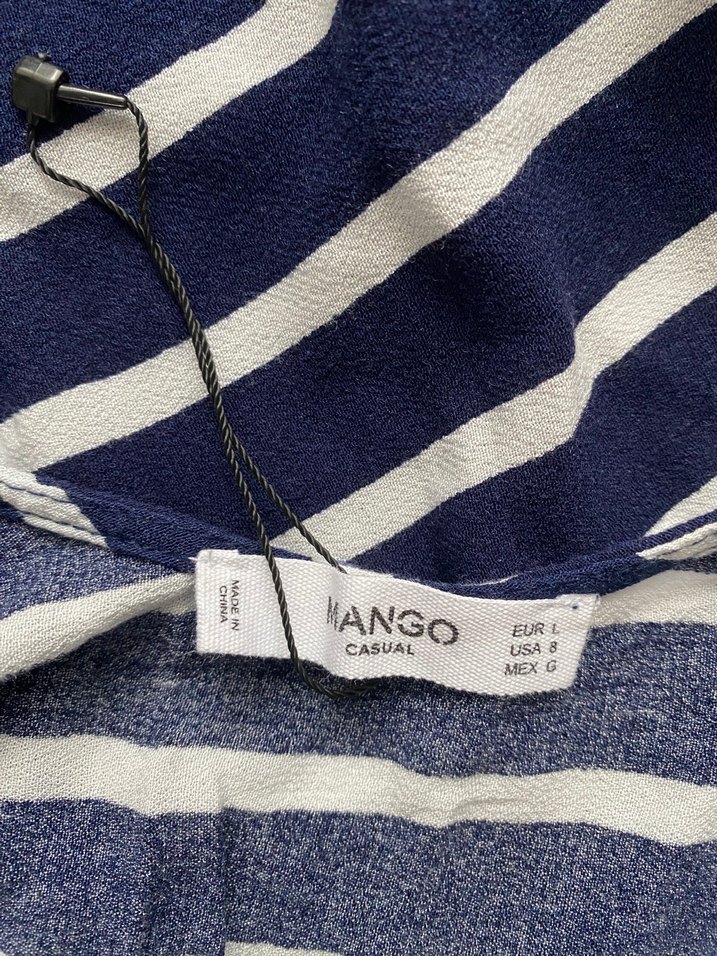 MADE IN
CHINA
MANGO
CASUAL
EUR L
USA 8
MEX G